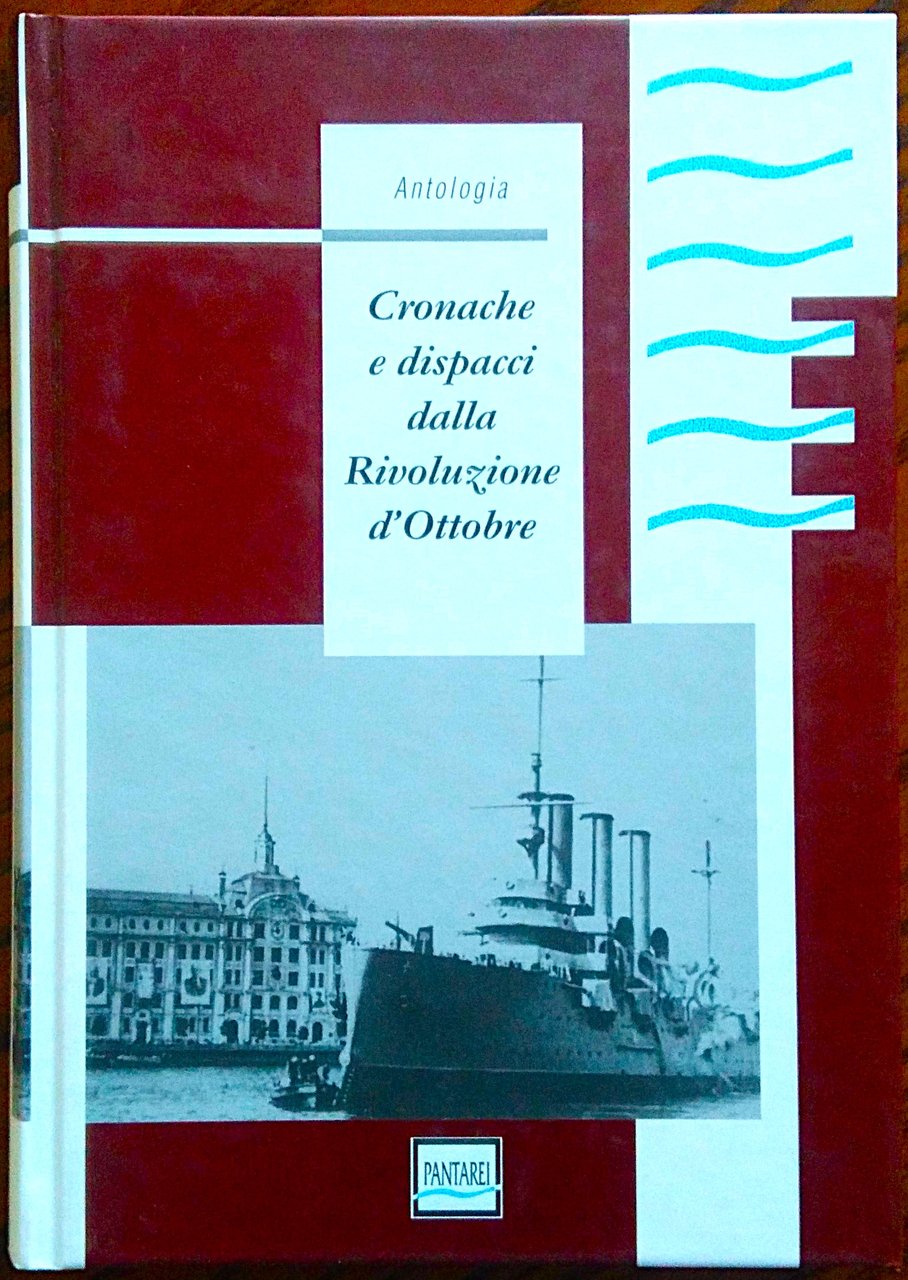 Antologia
Cronache
e dispacci
dalla
Rivoluzione
d'Ottobre
PANTAREI